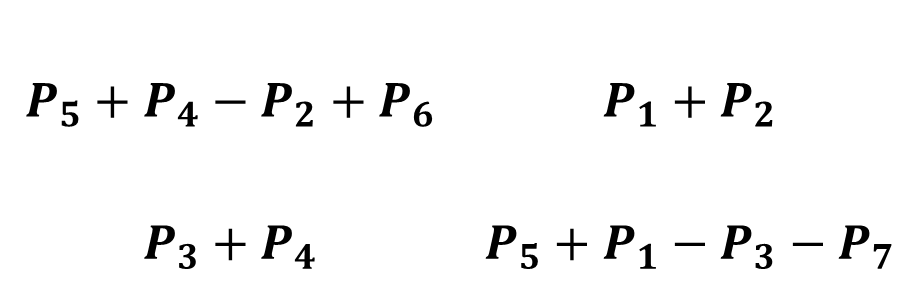 P₅ + P₄ − P₂ + P₆ P₁ + P₂
P₃ + P₄ P₅ + P₁ − P₃ − P₇